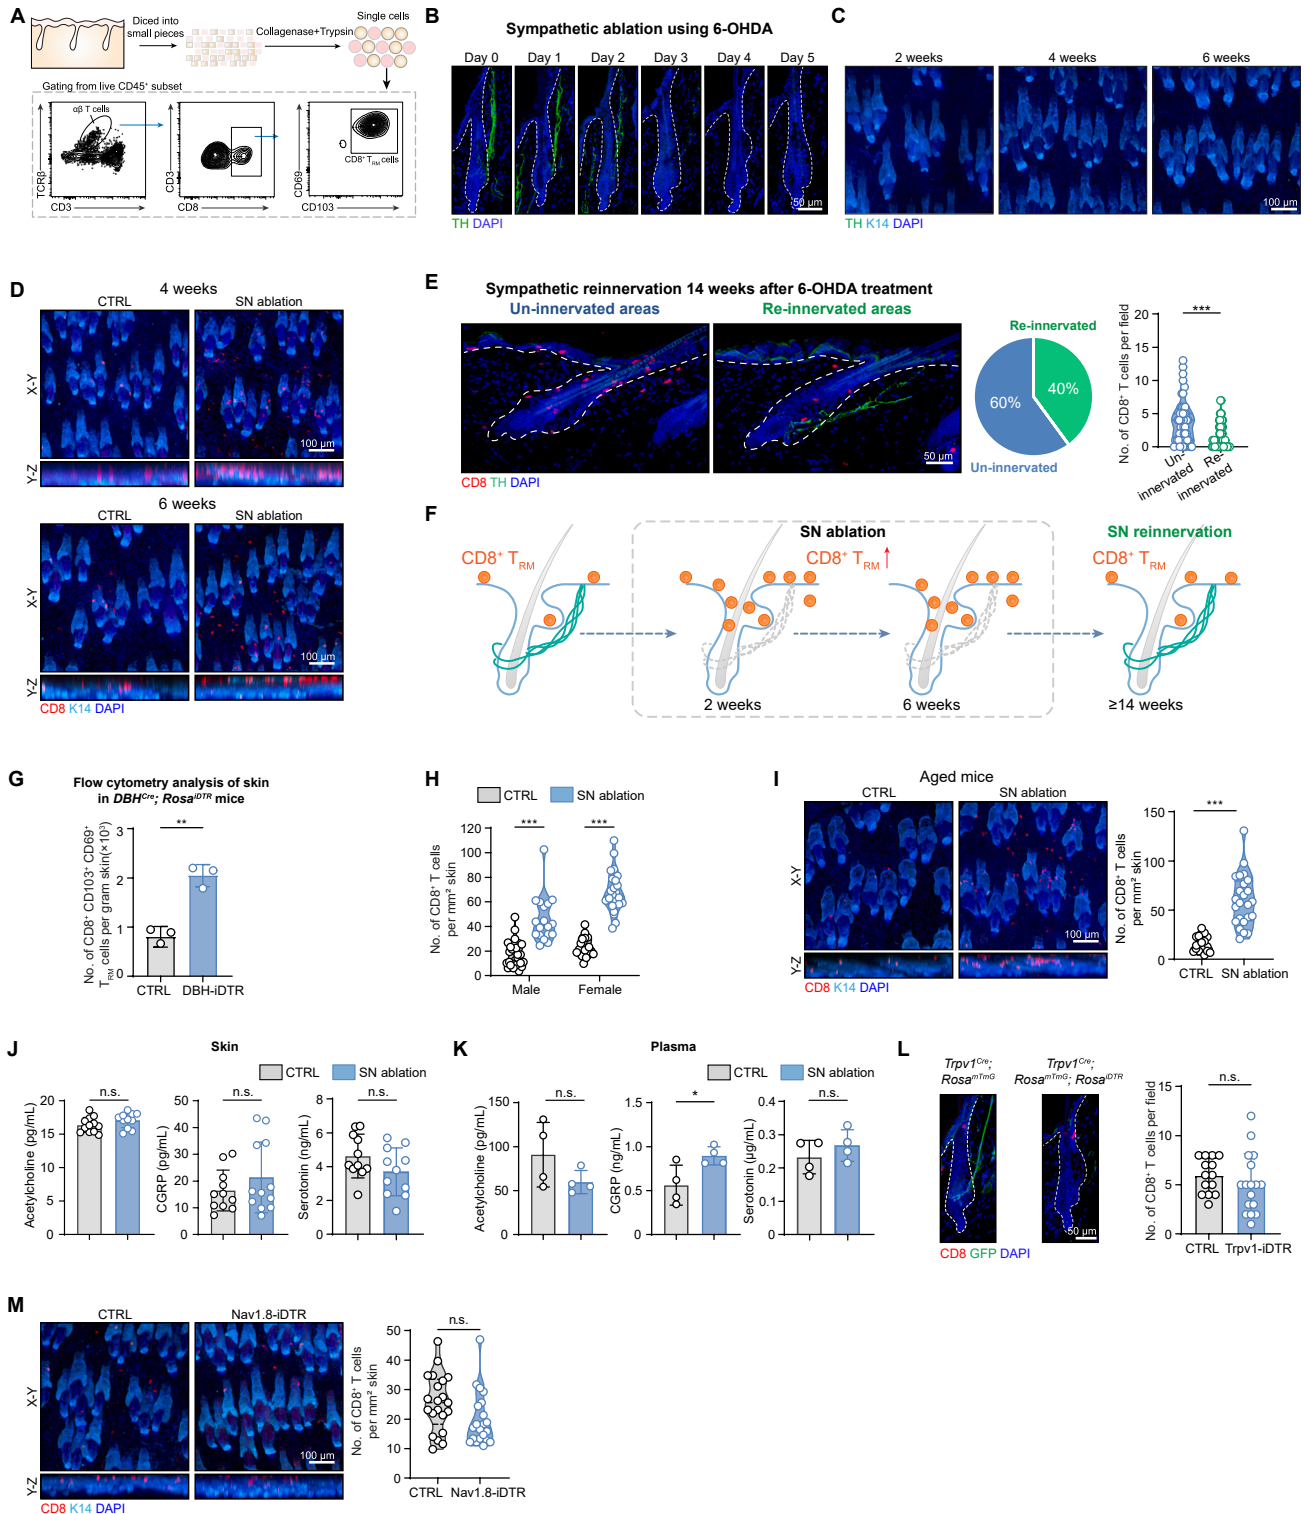 A
Diced into
small pieces
Collagenase+Trypsin
Single cells
Gating from live CD45⁺ subset
αβ T cells
TCRβ
CD3
CD3
CD8
CD8⁺ TRM cells
CD69
CD103
B
Sympathetic ablation using 6-OHDA
Day 0 Day 1 Day 2 Day 3 Day 4 Day 5
50 µm
TH DAPI
C
2 weeks 4 weeks 6 weeks
100 µm
TH K14 DAPI
D
4 weeks
CTRL SN ablation
X-Y
100 µm
Y-Z
6 weeks
CTRL SN ablation
X-Y
100 µm
Y-Z
CD8 K14 DAPI
E
Sympathetic reinnervation 14 weeks after 6-OHDA treatment
Un-innervated areas Re-innervated areas
50 µm
CD8 TH DAPI
Re-innervated
40%
60%
Un-innervated
No. of CD8⁺ T cells per field
20
15
10
5
0
***
Un-
innervated
Re-
innervated
F
SN ablation
SN reinnervation
CD8⁺ TRM
CD8⁺ TRM
CD8⁺ TRM
2 weeks
6 weeks
≥14 weeks
G
Flow cytometry analysis of skin
in DBHCre; RosaiDTR mice
No. of CD8⁺ CD103⁺ CD69⁺
TRM cells per gram skin(×10³)
3
2
1
0
**
CTRL DBH-iDTR
H
CTRL SN ablation
No. of CD8⁺ T cells
per mm² skin
120
100
80
60
40
20
0
*** ***
Male Female
I
Aged mice
CTRL SN ablation
X-Y
100 µm
Y-Z
CD8 K14 DAPI
No. of CD8⁺ T cells
per mm² skin
150
100
50
0
***
CTRL SN ablation
J
Skin
CTRL SN ablation
Acetylcholine (pg/mL)
25
20
15
10
5
0
n.s.
CGRP (pg/mL)
50
40
30
20
10
0
n.s.
Serotonin (ng/mL)
8
6
4
2
0
n.s.
K
Plasma
CTRL SN ablation
Acetylcholine (pg/mL)
150
100
50
0
n.s.
CGRP (ng/mL)
1.5
1.0
0.5
0.0
*
Serotonin (µg/mL)
0.6
0.4
0.2
0.1
n.s.
L
Trpv1Cre;
RosamTmG
Trpv1Cre;
RosamTmG; RosaiDTR
50 µm
CD8 GFP DAPI
No. of CD8⁺ T cells per field
15
10
5
0
n.s.
CTRL Trpv1-iDTR
M
CTRL Nav1.8-iDTR
X-Y
100 µm
Y-Z
CD8 K14 DAPI
No. of CD8⁺ T cells
per mm² skin
50
40
30
20
10
0
n.s.
CTRL Nav1.8-iDTR